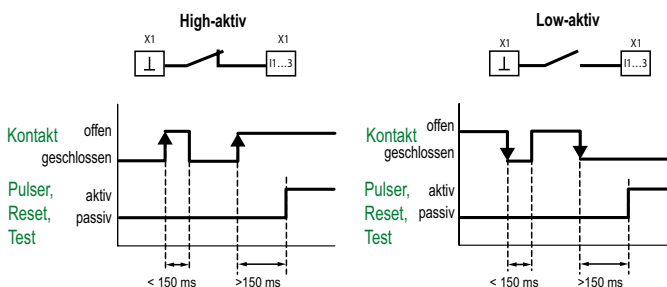 High-aktiv
X1
X1
⊥
I1...3
Kontakt
offen
geschlossen
Pulser,
Reset,
Test
aktiv
passiv
< 150 ms
>150 ms
Low-aktiv
X1
X1
⊥
I1...3
Kontakt
offen
geschlossen
Pulser,
Reset,
Test
aktiv
passiv
< 150 ms
>150 ms